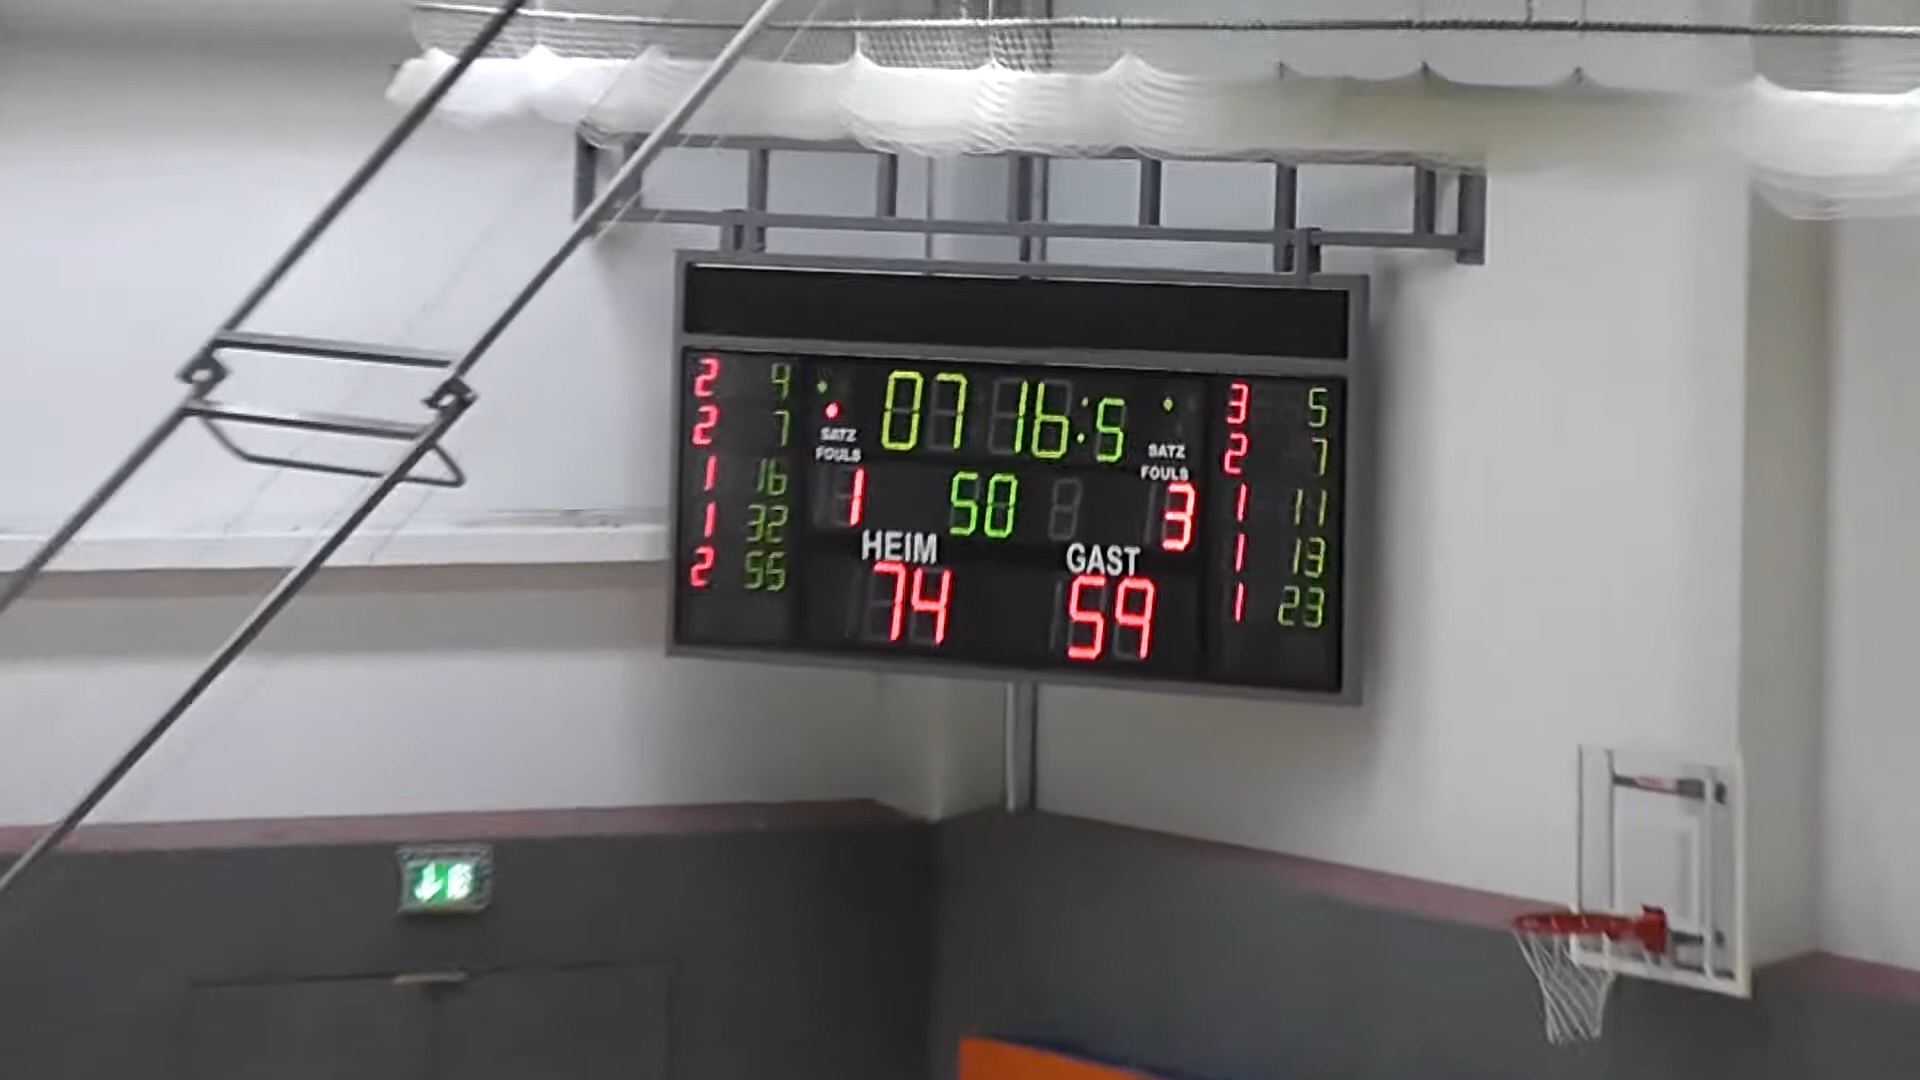 2 4 07 16:5 3 5
2 7 SATZ SATZ 2 7
FOULS FOULS
1 16 1 50 3 1 11
1 32 HEIM GAST 1 13
2 55 74 59 1 23